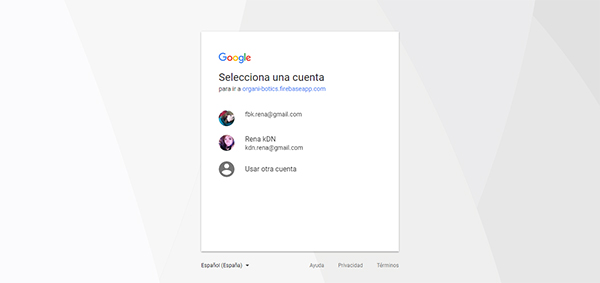 Google
Selecciona una cuenta
para ir a organi-botics.firebaseapp.com
fbk.rena@gmail.com
Rena kDN
kdn.rena@gmail.com
Usar otra cuenta
Español (España)
Ayuda Privacidad Términos